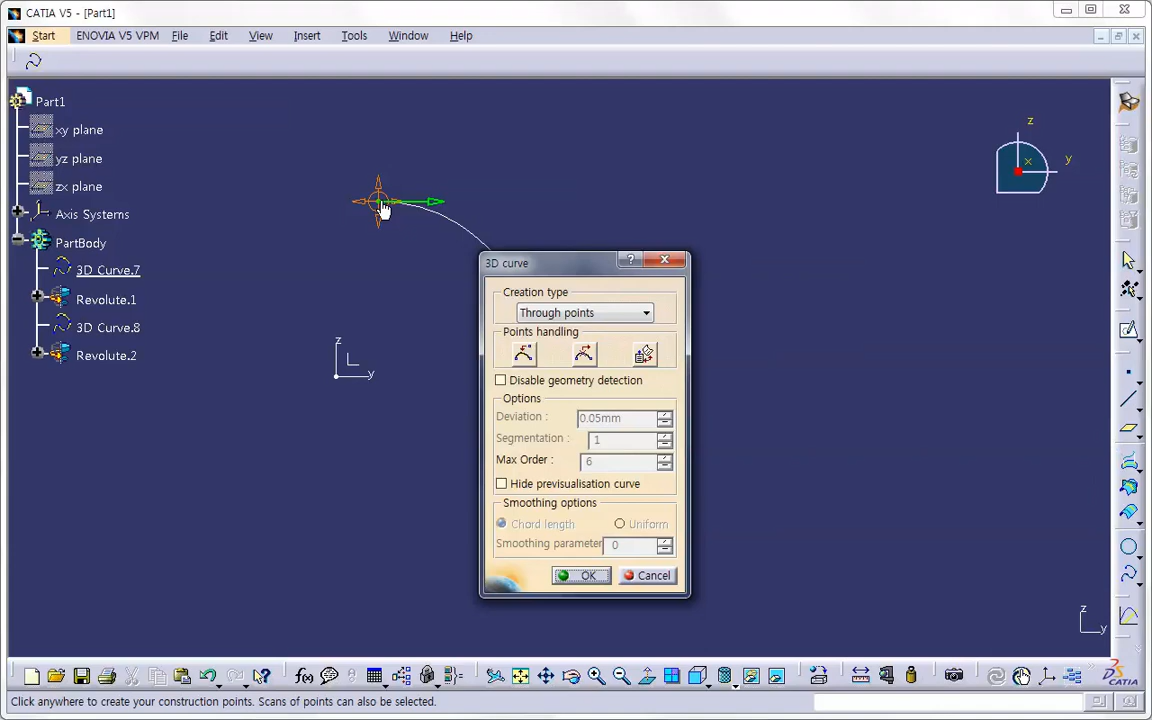 CATIA V5 - [Part1]
Start ENOVIA V5 VPM File Edit View Insert Tools Window Help
Part1
xy plane
yz plane
zx plane
Axis Systems
PartBody
3D Curve.7
Revolute.1
3D Curve.8
Revolute.2
z
x
y
z
y
3D curve
Creation type
Through points
Points handling
Disable geometry detection
Options
Deviation : 0.05mm
Segmentation : 1
Max Order : 6
Hide previsualisation curve
Smoothing options
Chord length Uniform
Smoothing parameter 0
OK Cancel
z
y
f(x)
CATIA
Click anywhere to create your construction points. Scans of points can also be selected.